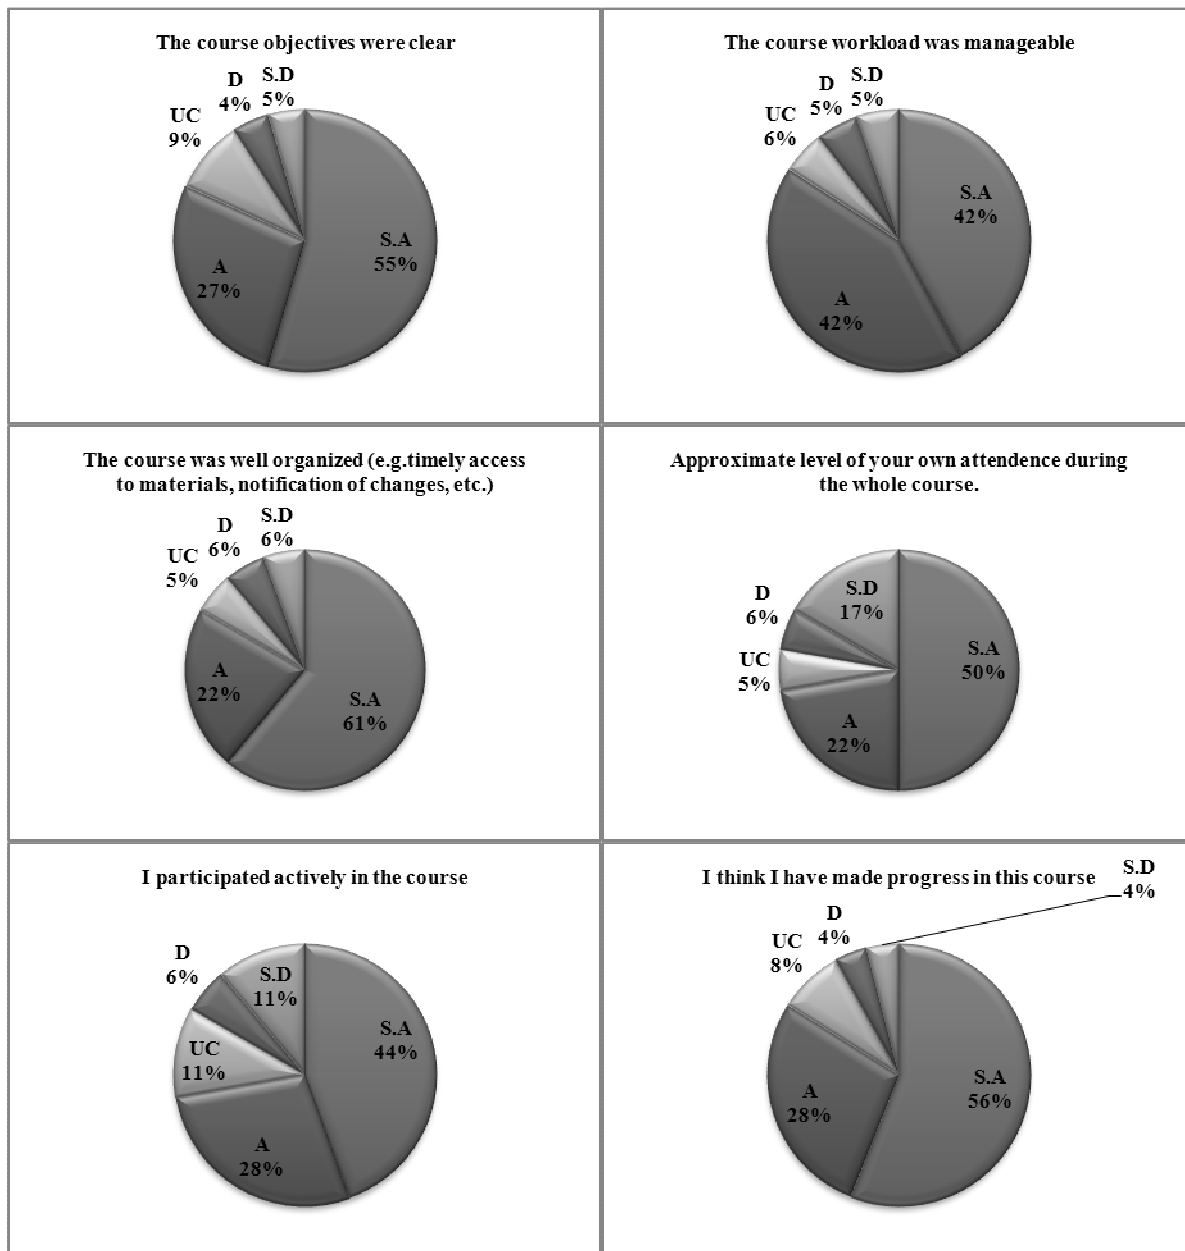 The course objectives were clear
D
4%
S.D
5%
UC
9%
S.A
55%
A
27%
The course workload was manageable
D
5%
S.D
5%
UC
6%
S.A
42%
A
42%
The course was well organized (e.g.timely access
to materials, notification of changes, etc.)
D
6%
S.D
6%
UC
5%
A
22%
S.A
61%
Approximate level of your own attendence during
the whole course.
D
6%
S.D
17%
UC
5%
S.A
50%
A
22%
I participated actively in the course
D
6%
S.D
11%
S.A
44%
UC
11%
A
28%
I think I have made progress in this course
S.D
4%
D
4%
UC
8%
S.A
56%
A
28%